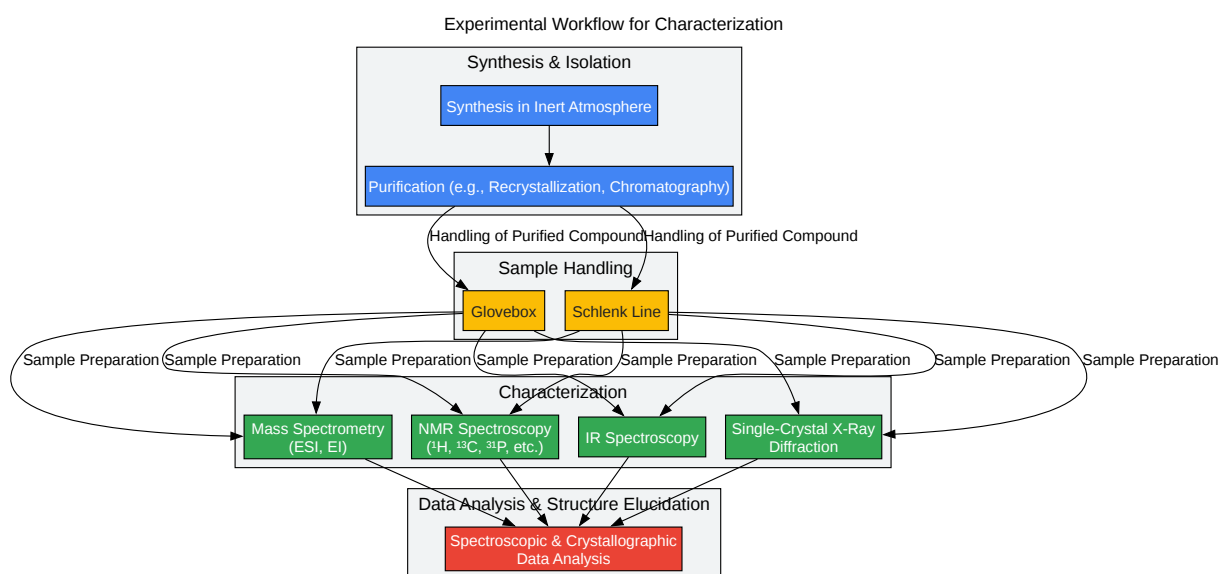 Experimental Workflow for Characterization
Synthesis & Isolation
Synthesis in Inert Atmosphere
Purification (e.g., Recrystallization, Chromatography)
Handling of Purified Compound
Handling of Purified Compound
Sample Handling
Glovebox
Schlenk Line
Sample Preparation
Sample Preparation
Sample Preparation
Sample Preparation
Sample Preparation
Sample Preparation
Sample Preparation
Sample Preparation
Characterization
Mass Spectrometry
(ESI, EI)
NMR Spectroscopy
(¹H, ¹³C, ³¹P, etc.)
IR Spectroscopy
Single-Crystal X-Ray
Diffraction
Data Analysis & Structure Elucidation
Spectroscopic & Crystallographic
Data Analysis